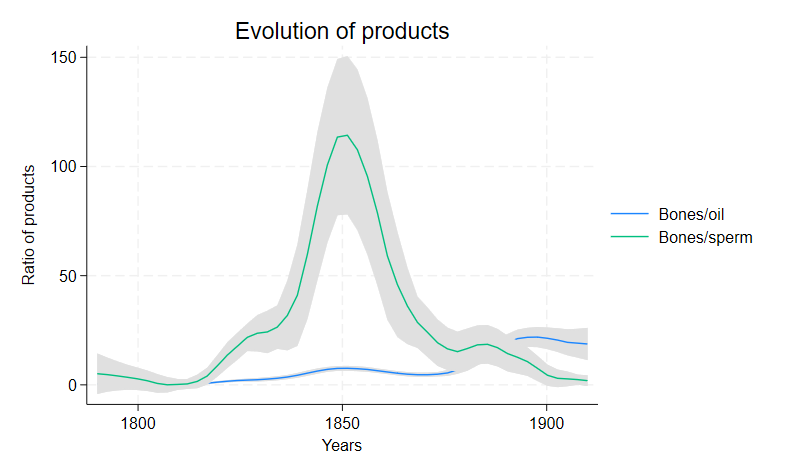 Evolution of products
150
100
50
0
Ratio of products
1800
1850
1900
Years
Bones/oil
Bones/sperm